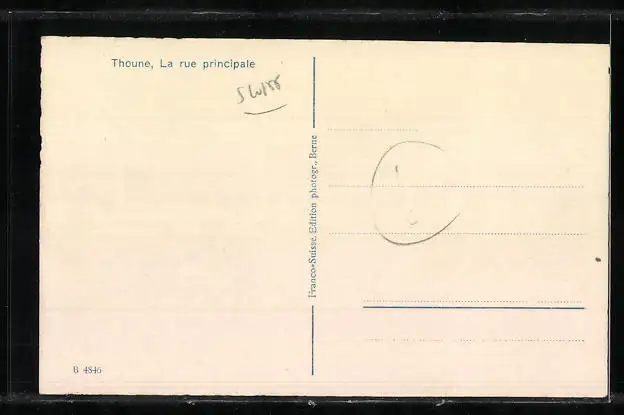 Thoune, La rue principale
Swiss
Franco-Suisse, Edition photogr., Berne
B 4846